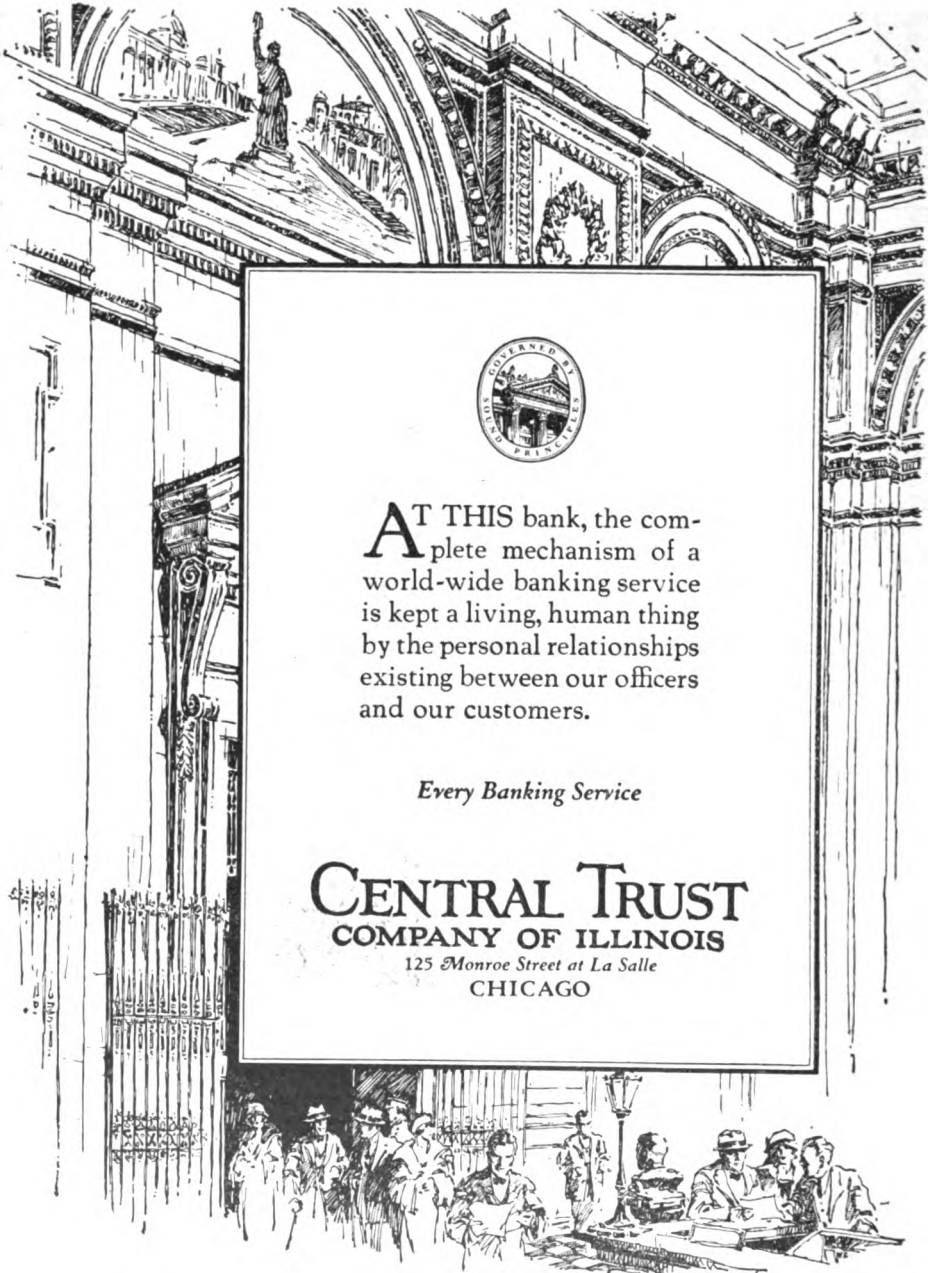 GOVERNED BY
SOUND PRINCIPLES
AT THIS bank, the com-
plete mechanism of a
world-wide banking service
is kept a living, human thing
by the personal relationships
existing between our officers
and our customers.
Every Banking Service
CENTRAL TRUST
COMPANY OF ILLINOIS
125 Monroe Street at La Salle
CHICAGO